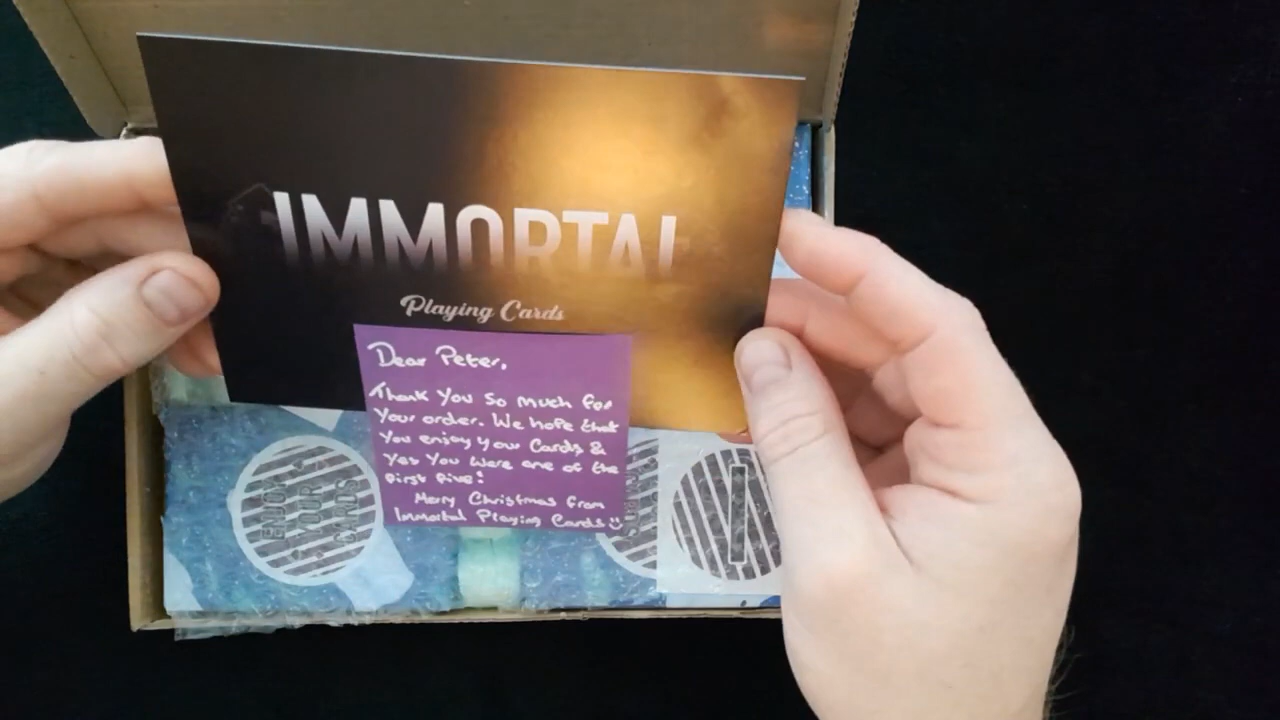 IMMORTAL
Playing Cards
Dear Peter,
Thank You So Much For
Your order. We hope that
You enjoy your Cards &
Yes You Were one of the
First Five!
Merry Christmas from
Immortal Playing Cards
ENJOY
YOUR
CARDS